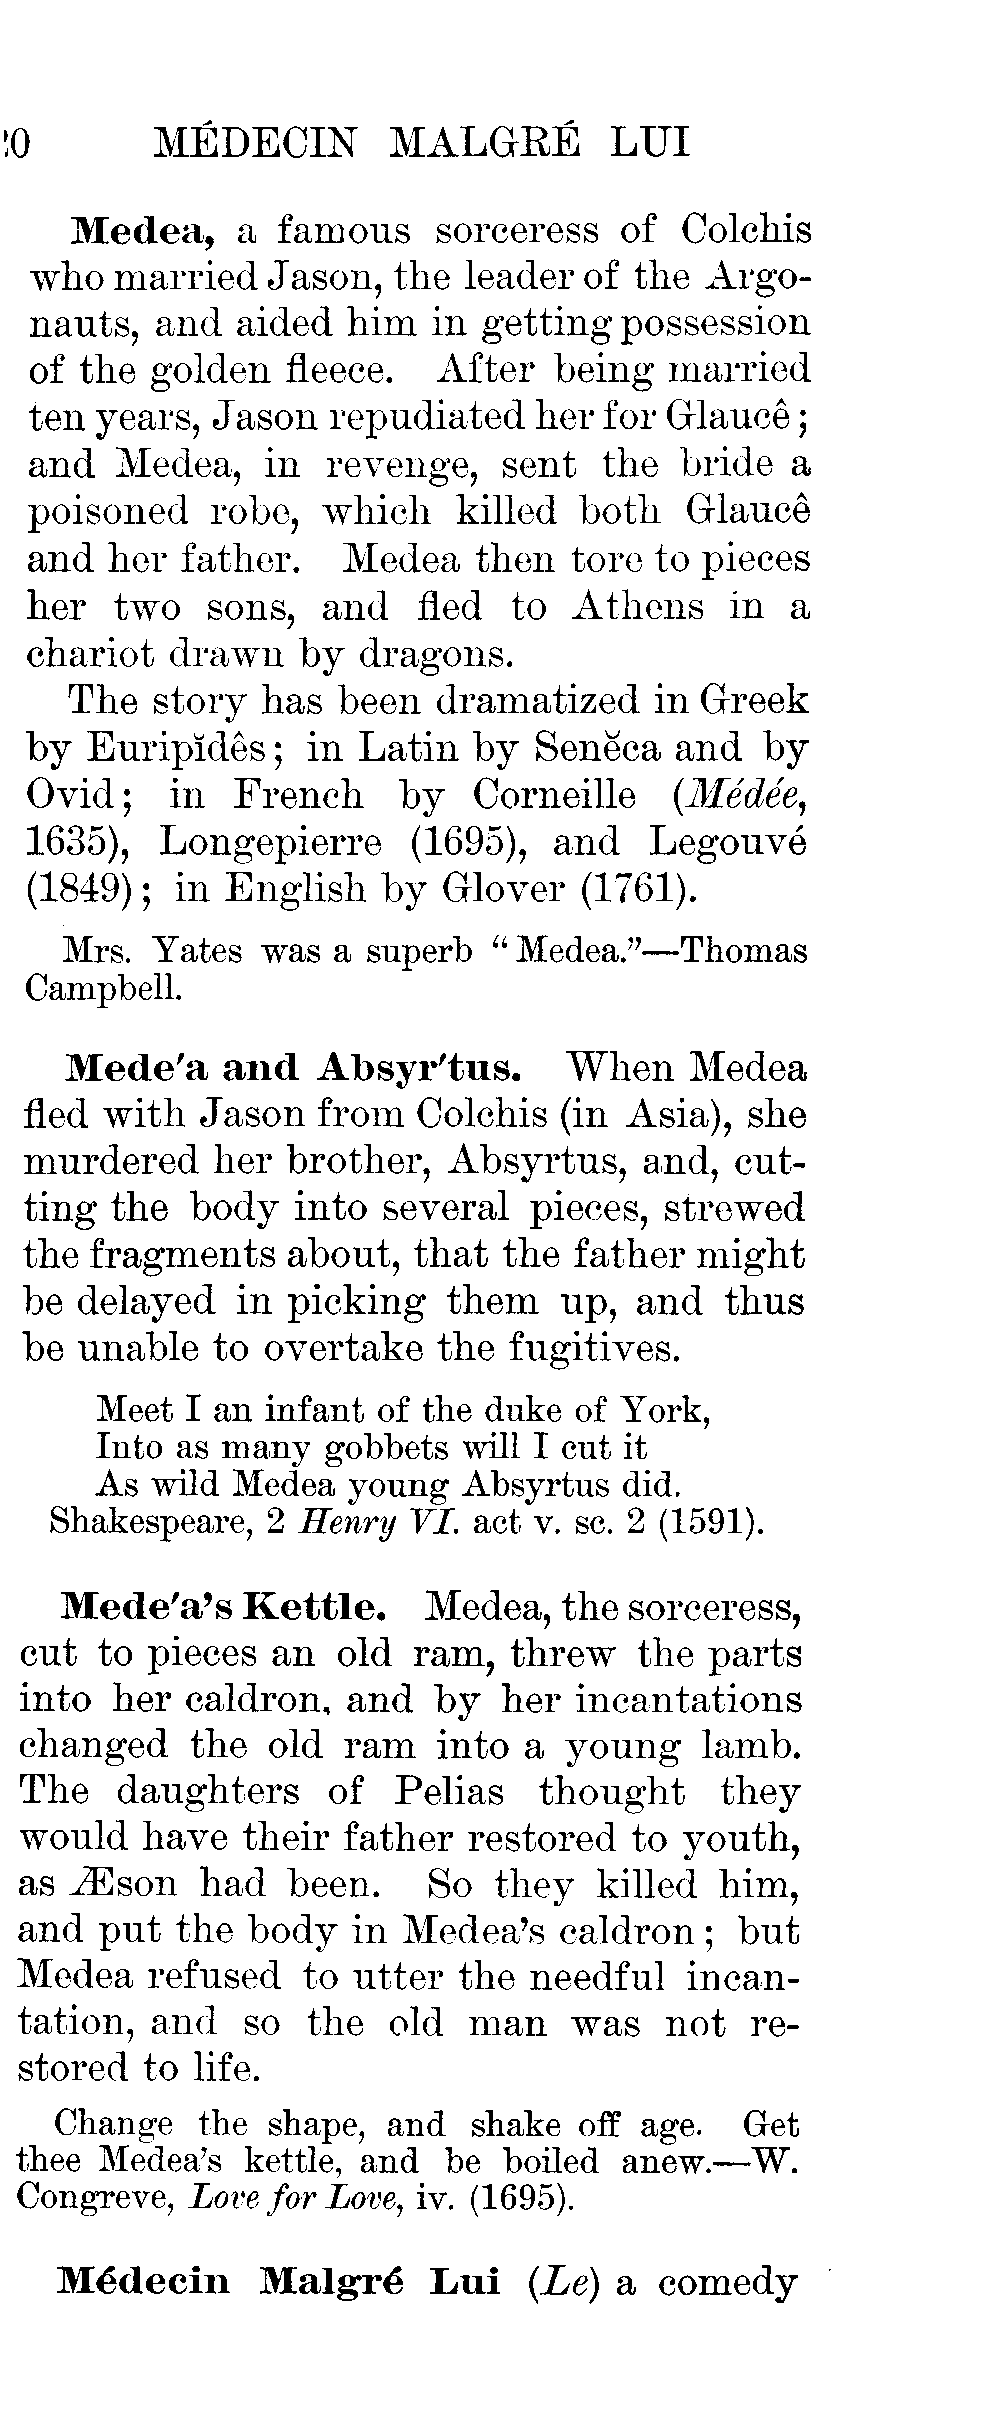 0 MÉDECIN MALGRÉ LUI
Medea, a famous sorceress of Colchis
who married Jason, the leader of the Argo-
nauts, and aided him in getting possession
of the golden fleece. After being married
ten years, Jason repudiated her for Glaucê;
and Medea, in revenge, sent the bride a
poisoned robe, which killed both Glaucê
and her father. Medea then tore to pieces
her two sons, and fled to Athens in a
chariot drawn by dragons.
The story has been dramatized in Greek
by Euripĭdês; in Latin by Senĕca and by
Ovid; in French by Corneille (Médée,
1635), Longepierre (1695), and Legouvé
(1849); in English by Glover (1761).
Mrs. Yates was a superb “Medea.”—Thomas
Campbell.
Mede′a and Absyr′tus. When Medea
fled with Jason from Colchis (in Asia), she
murdered her brother, Absyrtus, and, cut-
ting the body into several pieces, strewed
the fragments about, that the father might
be delayed in picking them up, and thus
be unable to overtake the fugitives.
Meet I an infant of the duke of York,
Into as many gobbets will I cut it
As wild Medea young Absyrtus did.
Shakespeare, 2 Henry VI. act v. sc. 2 (1591).
Mede′a’s Kettle. Medea, the sorceress,
cut to pieces an old ram, threw the parts
into her caldron, and by her incantations
changed the old ram into a young lamb.
The daughters of Pelias thought they
would have their father restored to youth,
as Æson had been. So they killed him,
and put the body in Medea’s caldron; but
Medea refused to utter the needful incan-
tation, and so the old man was not re-
stored to life.
Change the shape, and shake off age. Get
thee Medea’s kettle, and be boiled anew.—W.
Congreve, Love for Love, iv. (1695).
Médecin Malgré Lui (Le) a comedy